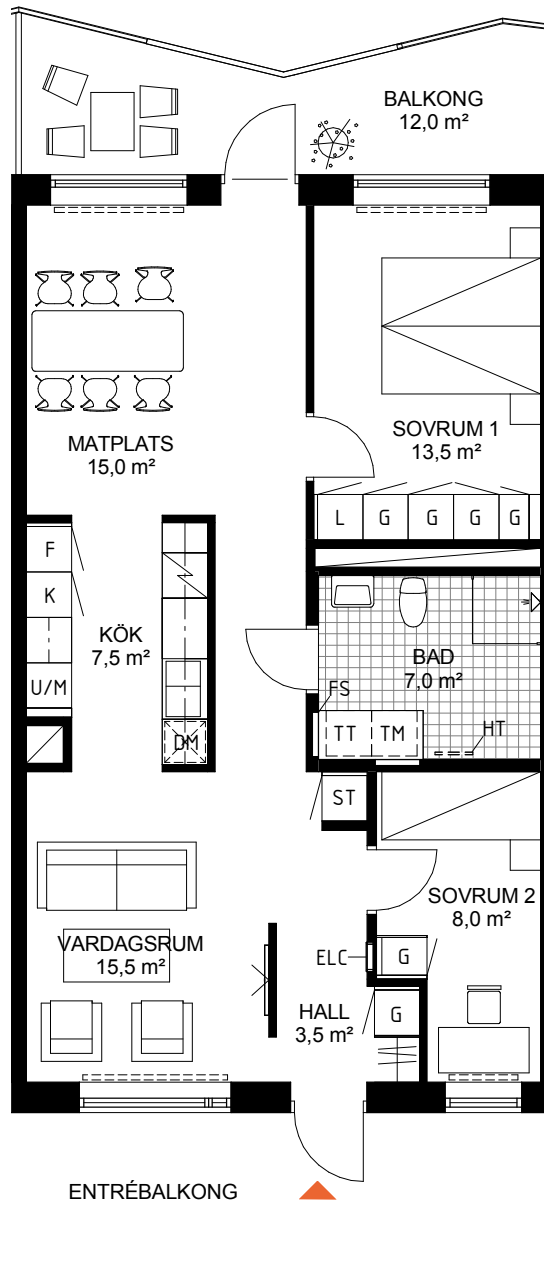 BALKONG
12,0 m²
MATPLATS
15,0 m²
SOVRUM 1
13,5 m²
L G G G G
F
K
KÖK
7,5 m²
U/M
DM
BAD
7,0 m²
FS
TT TM
HT
ST
SOVRUM 2
8,0 m²
VARDAGSRUM
15,5 m²
ELC
G
HALL
3,5 m²
G
ENTRÉBALKONG